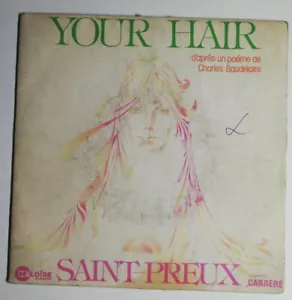 YOUR HAIR
d'après un poème de
Charles Baudelaire
SAINT-PREUX
CARRERE